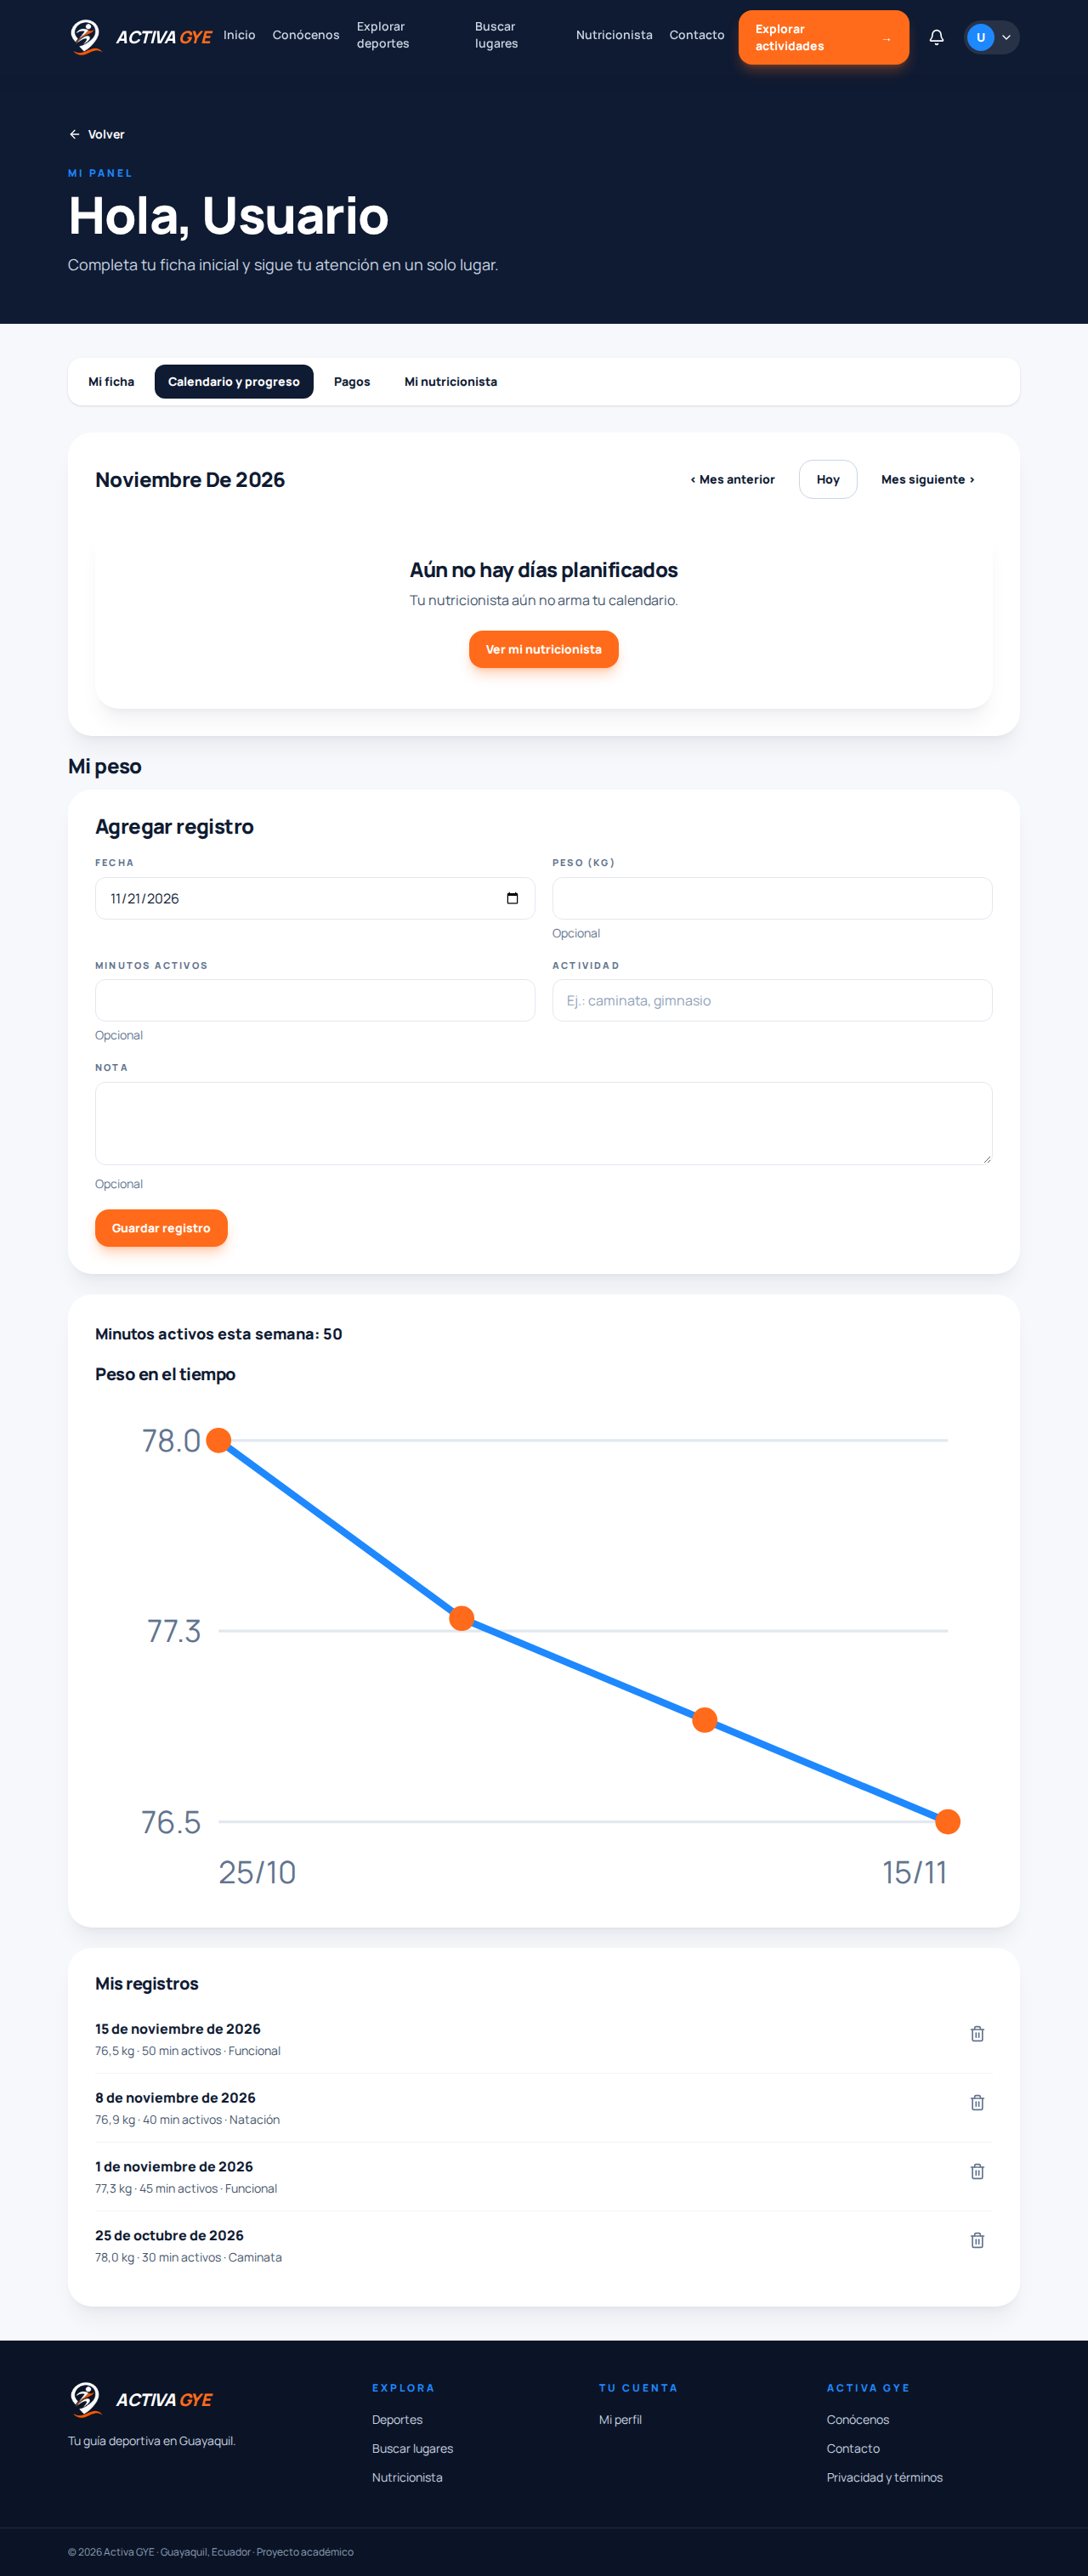 ACTIVA GYE
Inicio
Conócenos
Explorar deportes
Buscar lugares
Nutricionista
Contacto
Explorar actividades →
U
← Volver
MI PANEL
Hola, Usuario
Completa tu ficha inicial y sigue tu atención en un solo lugar.
Mi ficha
Calendario y progreso
Pagos
Mi nutricionista
Noviembre De 2026
‹ Mes anterior
Hoy
Mes siguiente ›
Aún no hay días planificados
Tu nutricionista aún no arma tu calendario.
Ver mi nutricionista
Mi peso
Agregar registro
FECHA
PESO (KG)
11/21/2026
Opcional
MINUTOS ACTIVOS
ACTIVIDAD
Ej.: caminata, gimnasio
Opcional
NOTA
Opcional
Guardar registro
Minutos activos esta semana: 50
Peso en el tiempo
78.0
77.3
76.5
25/10
15/11
Mis registros
15 de noviembre de 2026
76,5 kg · 50 min activos · Funcional
8 de noviembre de 2026
76,9 kg · 40 min activos · Natación
1 de noviembre de 2026
77,3 kg · 45 min activos · Funcional
25 de octubre de 2026
78,0 kg · 30 min activos · Caminata
ACTIVA GYE
Tu guía deportiva en Guayaquil.
EXPLORA
Deportes
Buscar lugares
Nutricionista
TU CUENTA
Mi perfil
ACTIVA GYE
Conócenos
Contacto
Privacidad y términos
© 2026 Activa GYE · Guayaquil, Ecuador · Proyecto académico